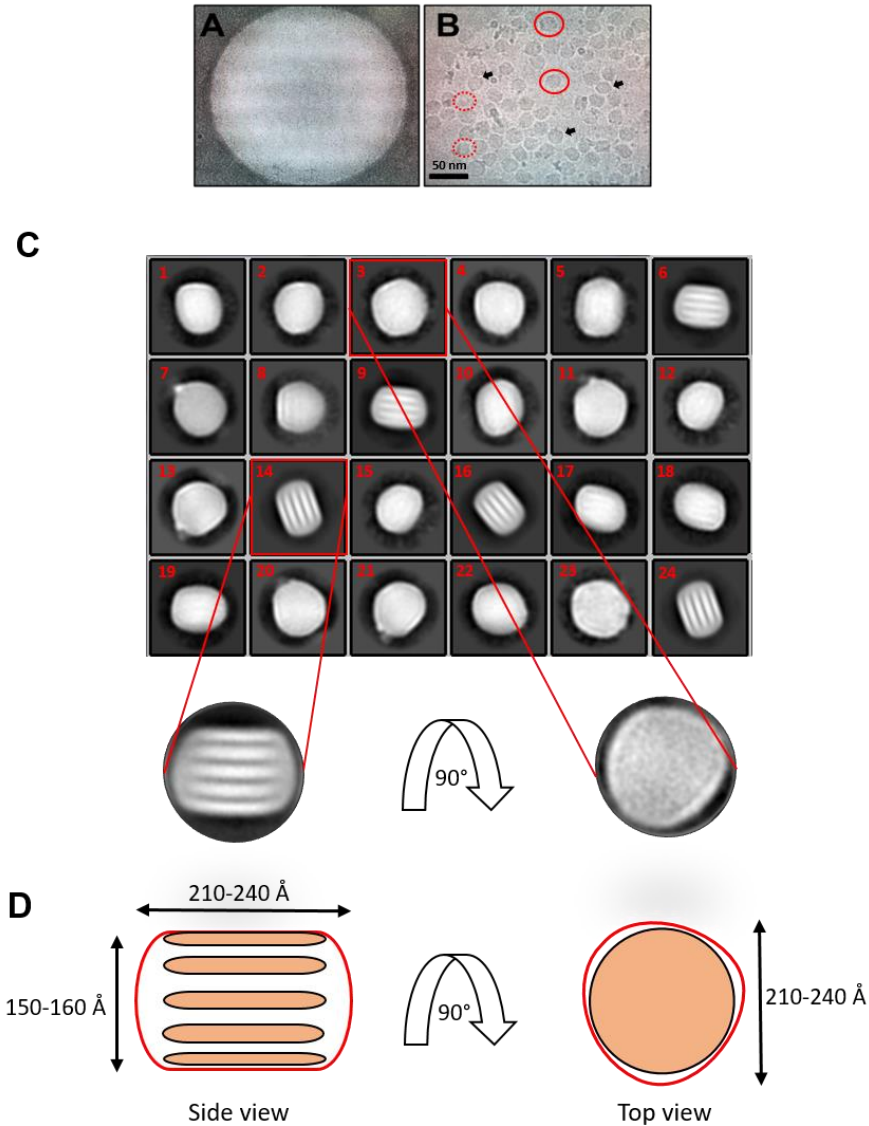 A
B
50 nm
C
1 2 3 4 5 6
7 8 9 10 11 12
13 14 15 16 17 18
19 20 21 22 23 24
90°
D
210-240 Å
150-160 Å
90°
210-240 Å
Side view
Top view